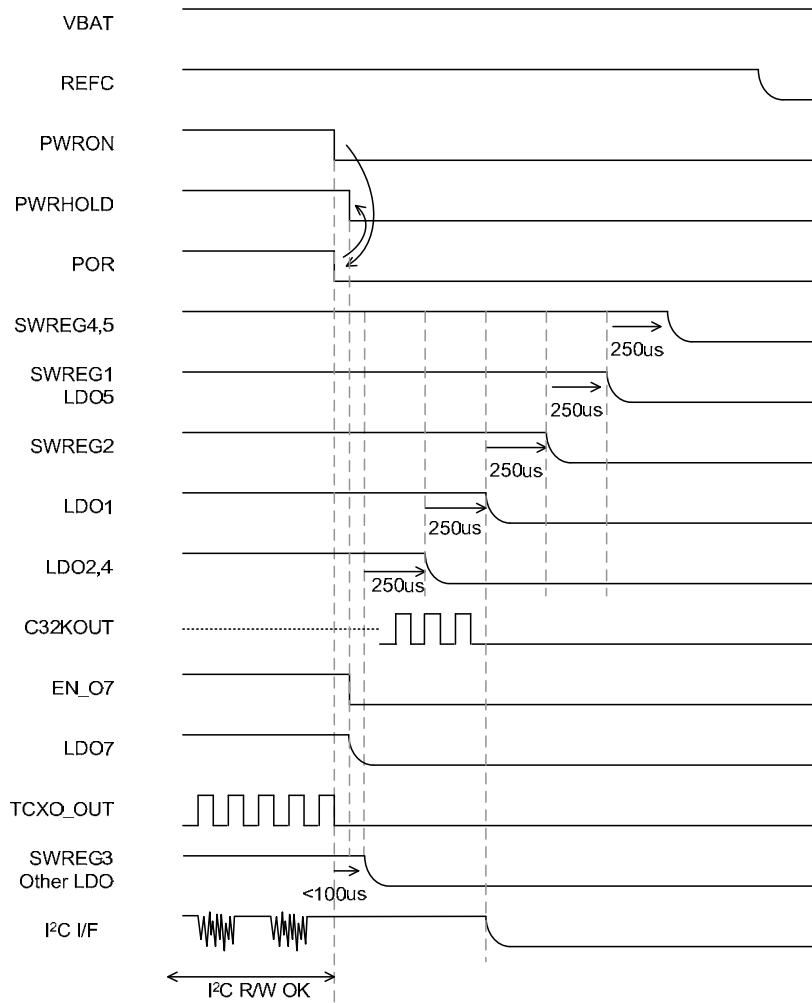 VBAT
REFC
PWRON
PWRHOLD
POR
SWREG4,5
250us
SWREG1
LDO5
250us
SWREG2
250us
LDO1
250us
LDO2,4
250us
C32KOUT
EN_O7
LDO7
TCXO_OUT
SWREG3
Other LDO
<100us
I²C I/F
I²C R/W OK